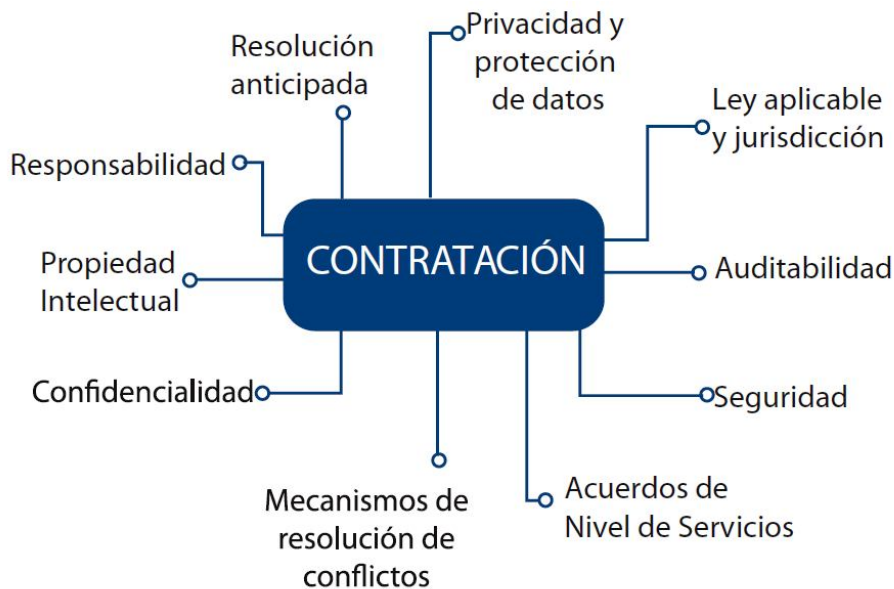 Resolución
anticipada
Privacidad y
protección
de datos
Ley aplicable
y jurisdicción
Responsabilidad
CONTRATACIÓN
Propiedad
Intelectual
Auditabilidad
Confidencialidad
Seguridad
Mecanismos de
resolución de
conflictos
Acuerdos de
Nivel de Servicios